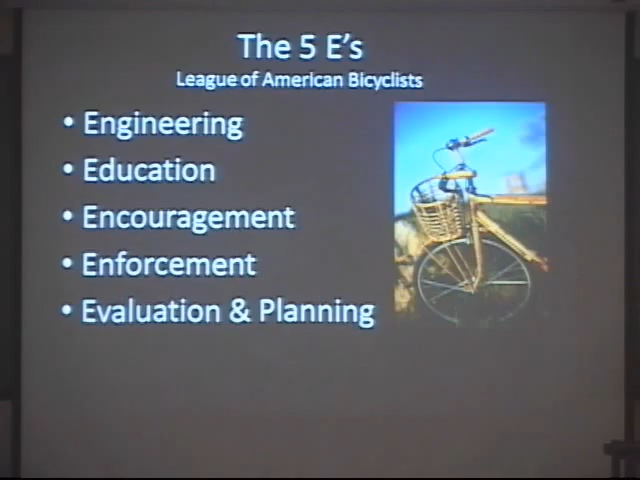 The 5 E's
League of American Bicyclists
• Engineering
• Education
• Encouragement
• Enforcement
• Evaluation & Planning